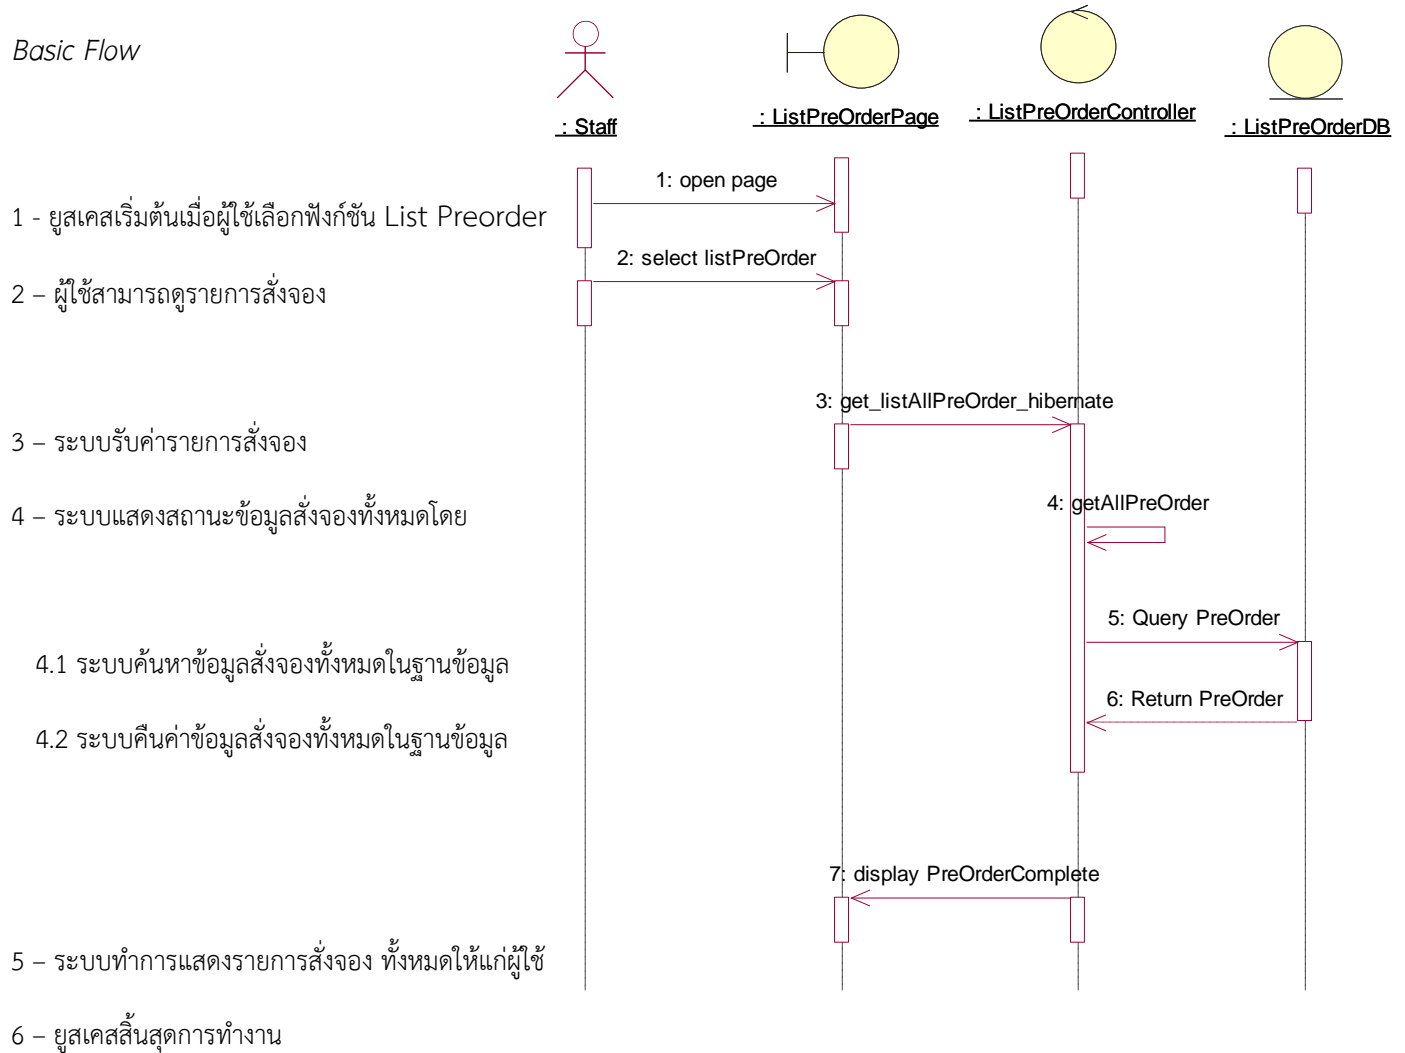 Basic Flow
: Staff
: ListPreOrderPage
: ListPreOrderController
: ListPreOrderDB
1: open page
1 - ยูสเคสเริ่มต้นเมื่อผู้ใช้เลือกฟังก์ชัน List Preorder
2: select listPreOrder
2 – ผู้ใช้สามารถดูรายการสั่งจอง
3: get_listAllPreOrder_hibernate
3 – ระบบรับค่ารายการสั่งจอง
4: getAllPreOrder
4 – ระบบแสดงสถานะข้อมูลสั่งจองทั้งหมดโดย
5: Query PreOrder
4.1 ระบบค้นหาข้อมูลสั่งจองทั้งหมดในฐานข้อมูล
6: Return PreOrder
4.2 ระบบคืนค่าข้อมูลสั่งจองทั้งหมดในฐานข้อมูล
7: display PreOrderComplete
5 – ระบบทำการแสดงรายการสั่งจอง ทั้งหมดให้แก่ผู้ใช้
6 – ยูสเคสสิ้นสุดการทำงาน